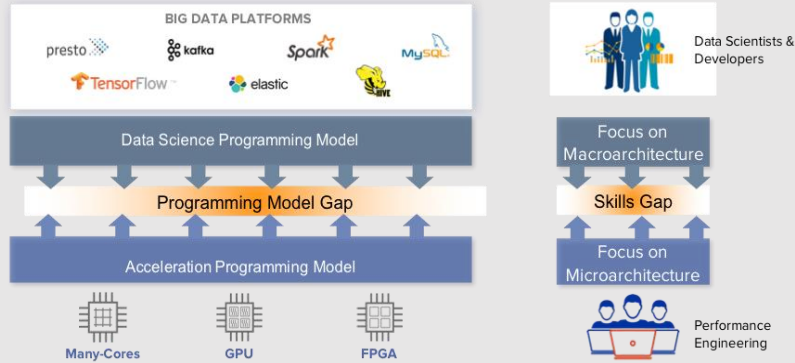 BIG DATA PLATFORMS
presto
kafka
Spark
MySQL
TensorFlow
elastic
HIVE
Data Scientists &
Developers
Data Science Programming Model
Focus on
Macroarchitecture
Programming Model Gap
Skills Gap
Acceleration Programming Model
Focus on
Microarchitecture
Many-Cores
GPU
FPGA
Performance
Engineering